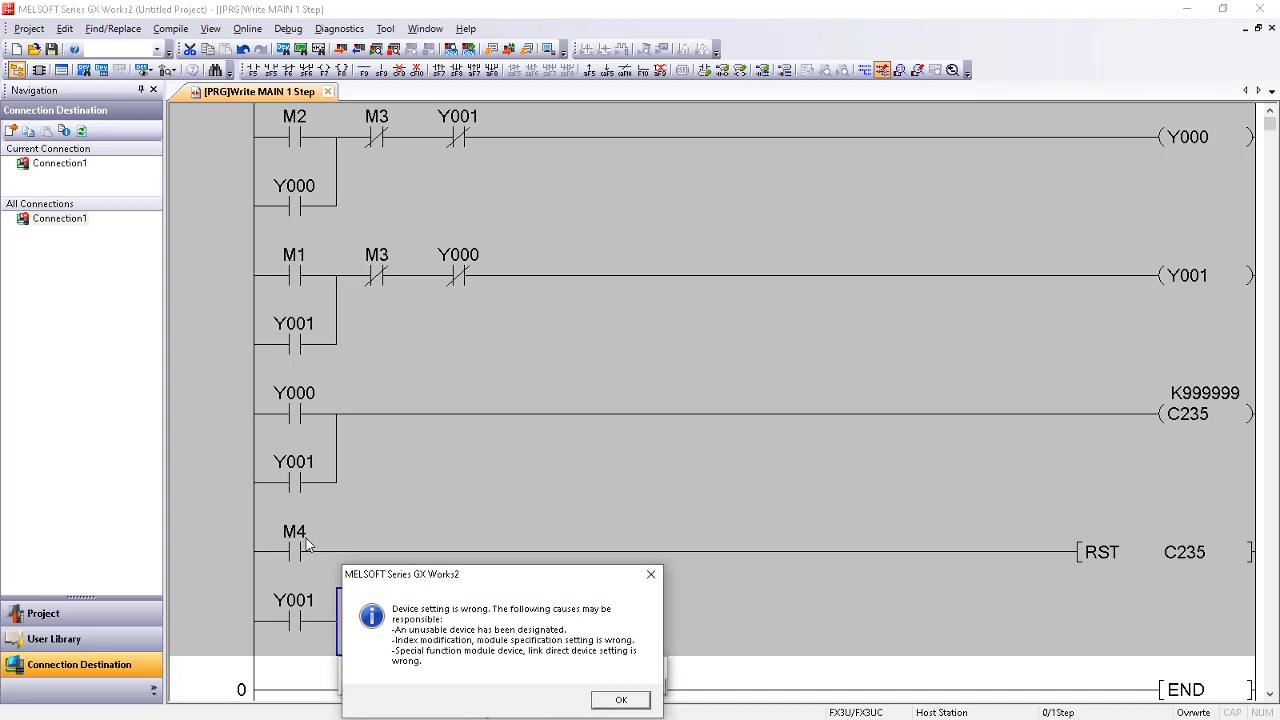 MELSOFT Series GX Works2 (Untitled Project) - [[PRG]Write MAIN 1 Step]
Project Edit Find/Replace Compile View Online Debug Diagnostics Tool Window Help
Navigation
[PRG]Write MAIN 1 Step
Connection Destination
Current Connection
Connection1
All Connections
Connection1
M2 M3 Y001
Y000
Y000
M1 M3 Y000
Y001
Y001
Y000 K999999
C235
Y001
M4
RST C235
Y001
0 END
MELSOFT Series GX Works2
Device setting is wrong. The following causes may be
responsible:
-An unusable device has been designated.
-Index modification, module specification setting is wrong.
-Special function module device, link direct device setting is
wrong.
OK
Project
User Library
Connection Destination
FX3U/FX3UC Host Station 0/1Step Ovrwrte CAP NUM